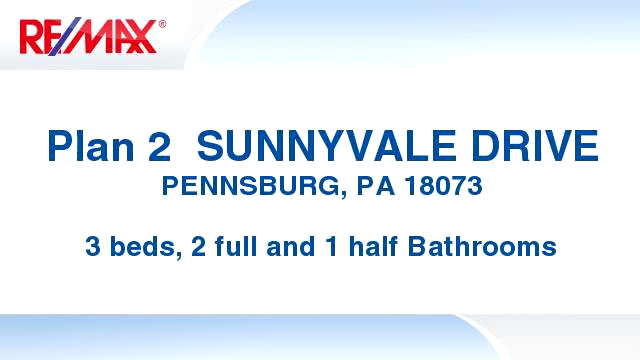 RE/MAX®
Plan 2 SUNNYVALE DRIVE
PENNSBURG, PA 18073
3 beds, 2 full and 1 half Bathrooms